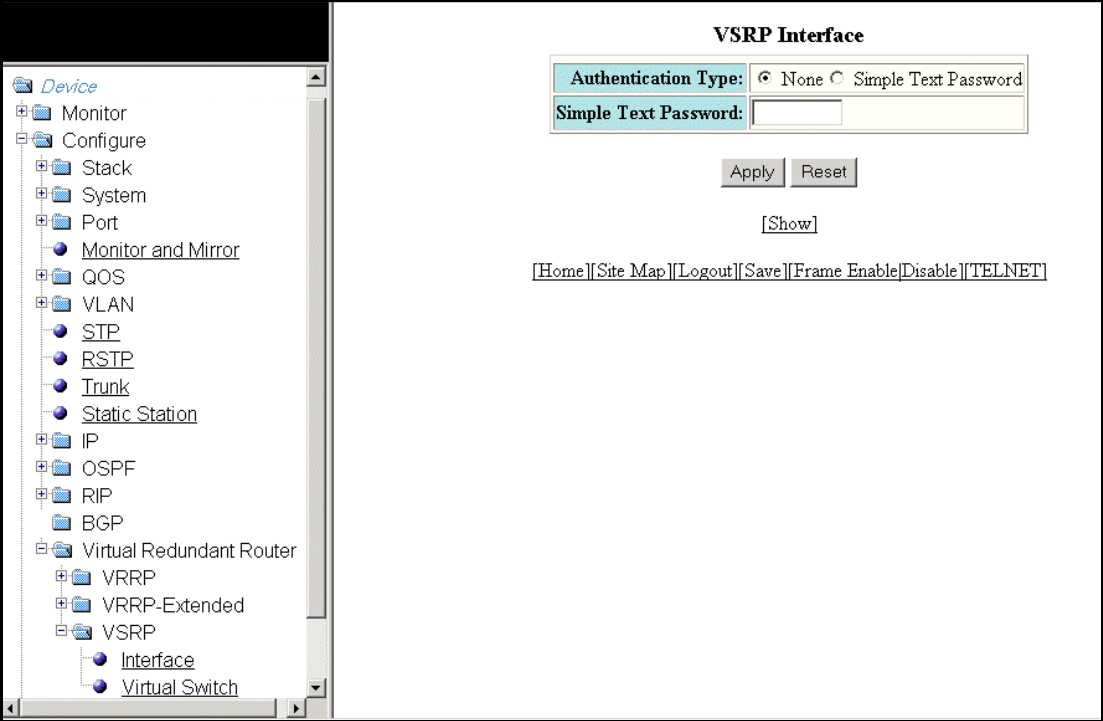 Device
Monitor
Configure
Stack
System
Port
Monitor and Mirror
QOS
VLAN
STP
RSTP
Trunk
Static Station
IP
OSPF
RIP
BGP
Virtual Redundant Router
VRRP
VRRP-Extended
VSRP
Interface
Virtual Switch
VSRP Interface
Authentication Type: None Simple Text Password
Simple Text Password:
Apply Reset
[Show]
[Home][Site Map][Logout][Save][Frame Enable|Disable][TELNET]